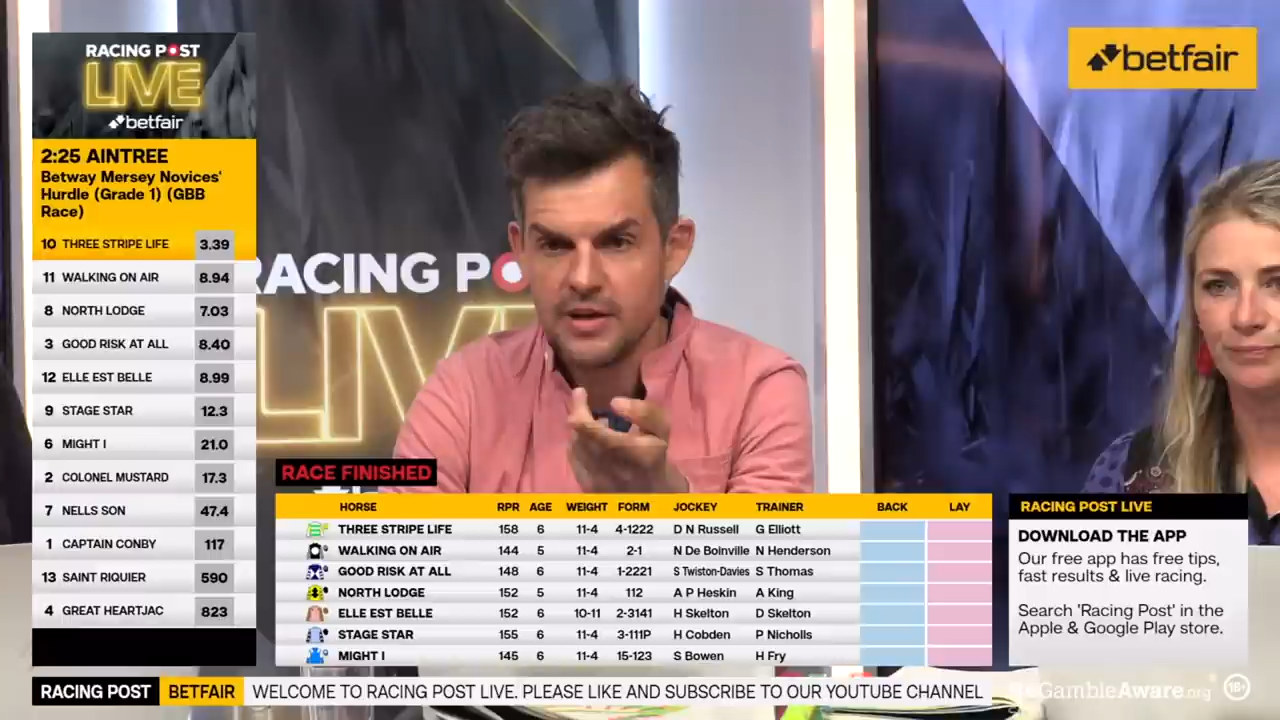 RACING POST
LIVE
betfair
2:25 AINTREE
Betway Mersey Novices'
Hurdle (Grade 1) (GBB
Race)
10 THREE STRIPE LIFE 3.39
11 WALKING ON AIR 8.94
8 NORTH LODGE 7.03
3 GOOD RISK AT ALL 8.40
12 ELLE EST BELLE 8.99
9 STAGE STAR 12.3
6 MIGHT I 21.0
2 COLONEL MUSTARD 17.3
7 NELLS SON 47.4
1 CAPTAIN CONBY 117
13 SAINT RIQUIER 590
4 GREAT HEARTJAC 823
betfair
RACING PO
LIV
RACE FINISHED
HORSE RPR AGE WEIGHT FORM JOCKEY TRAINER BACK LAY
THREE STRIPE LIFE 158 6 11-4 4-1222 D N Russell G Elliott
WALKING ON AIR 144 5 11-4 2-1 N De Boinville N Henderson
GOOD RISK AT ALL 148 6 11-4 1-2221 S Twiston-Davies S Thomas
NORTH LODGE 152 5 11-4 112 A P Heskin A King
ELLE EST BELLE 152 6 10-11 2-3141 H Skelton D Skelton
STAGE STAR 155 6 11-4 3-111P H Cobden P Nicholls
MIGHT I 145 6 11-4 15-123 S Bowen H Fry
RACING POST LIVE
DOWNLOAD THE APP
Our free app has free tips,
fast results & live racing.
Search 'Racing Post' in the
Apple & Google Play store.
RACING POST BETFAIR WELCOME TO RACING POST LIVE. PLEASE LIKE AND SUBSCRIBE TO OUR YOUTUBE CHANNEL
GambleAware.org 18+